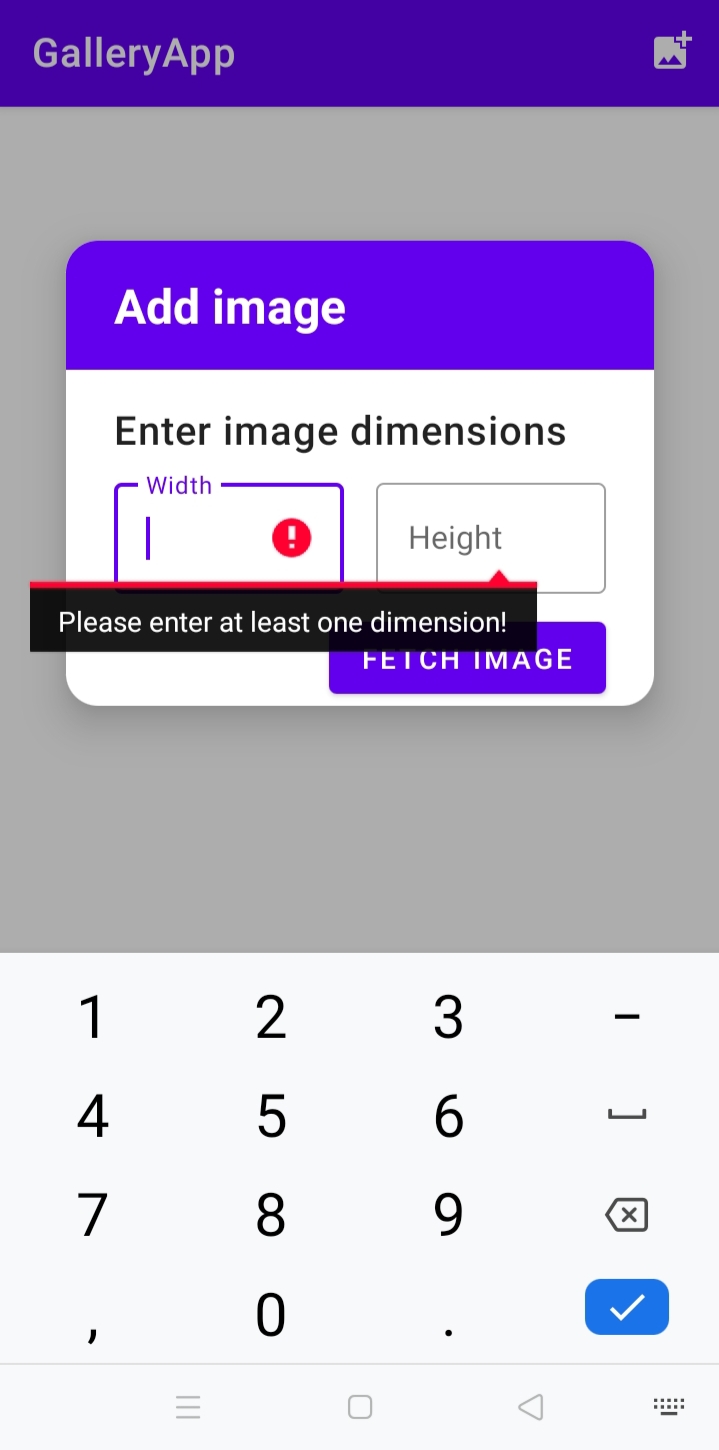 GalleryApp
Add image
Enter image dimensions
Width
Height
Please enter at least one dimension!
FETCH IMAGE
1 2 3 –
4 5 6
7 8 9
, 0 .